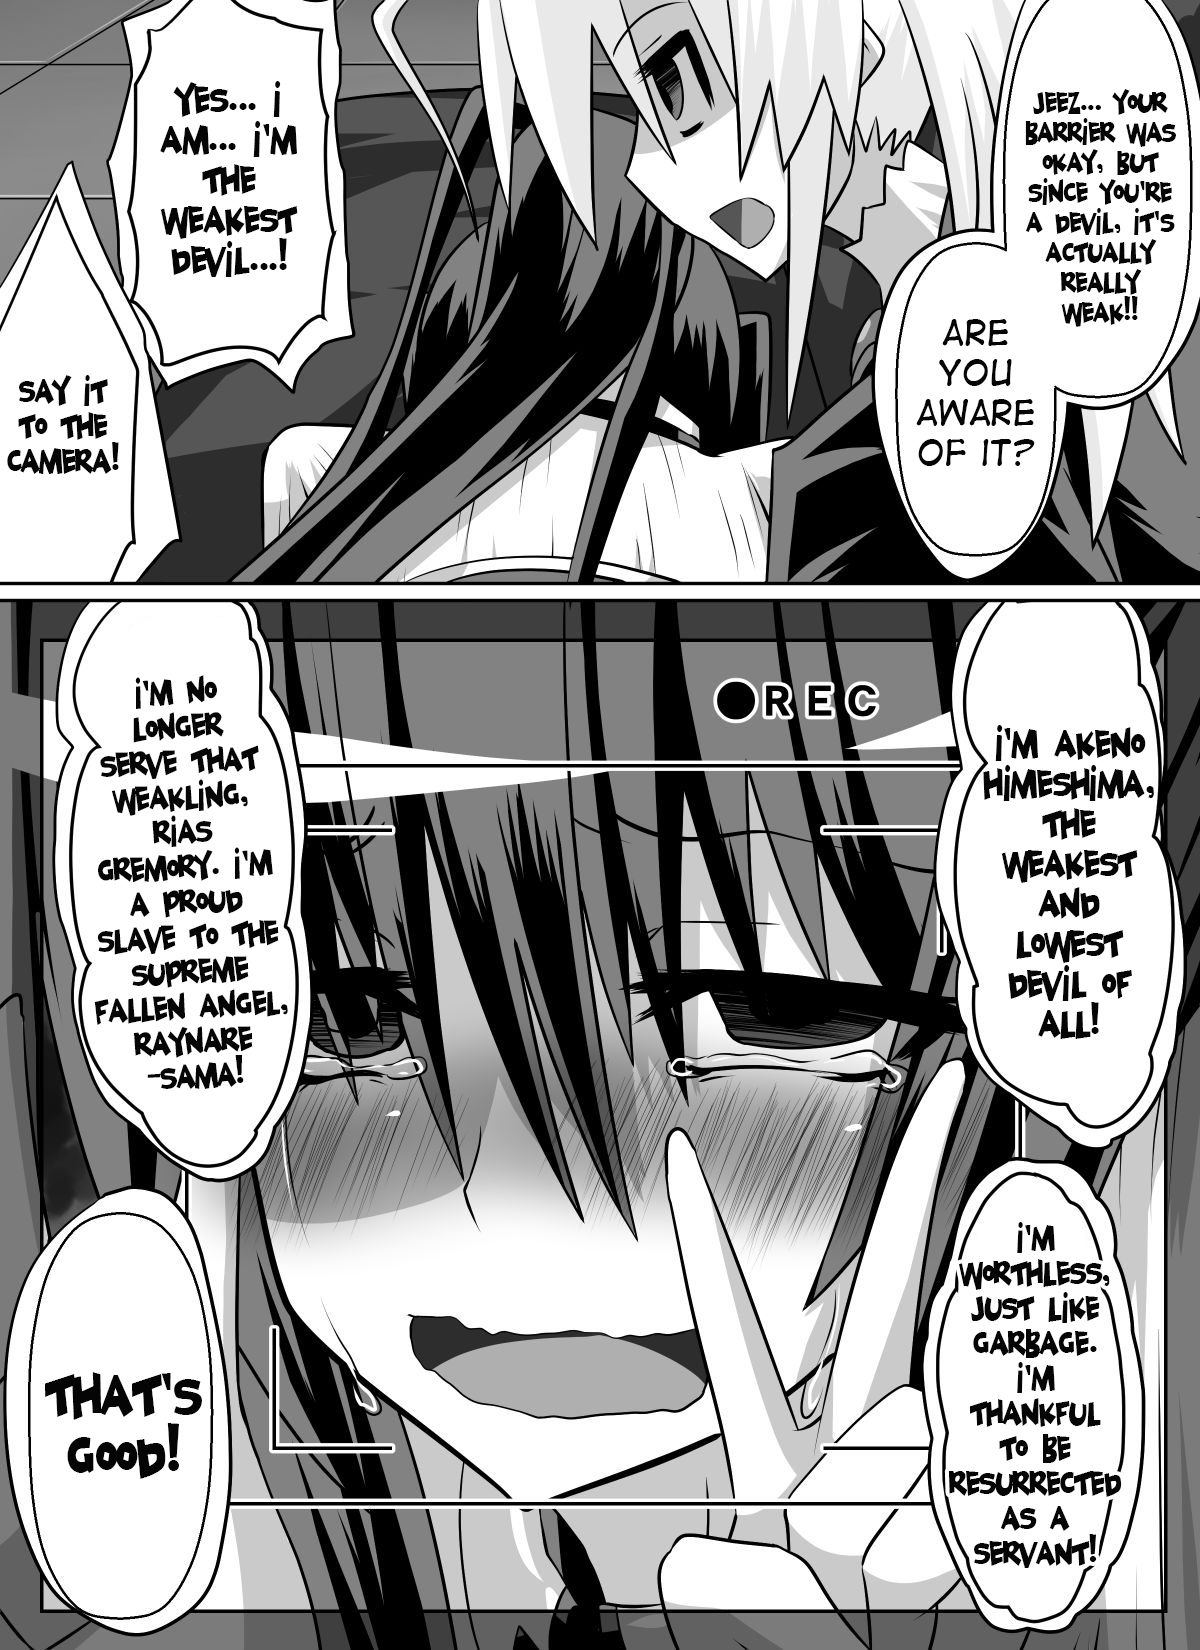 JEEZ... YOUR
BARRIER WAS
OKAY, BUT
SINCE YOU'RE
A DEVIL, IT'S
ACTUALLY
REALLY
WEAK!!
ARE
YOU
AWARE
OF IT?
YES... I
AM... I'M
THE
WEAKEST
DEVIL...!
SAY IT
TO THE
CAMERA!
●REC
I'M AKENO
HIMESHIMA,
THE
WEAKEST
AND
LOWEST
DEVIL OF
ALL!
I'M
WORTHLESS,
JUST LIKE
GARBAGE.
I'M
THANKFUL
TO BE
RESURRECTED
AS A
SERVANT!
I'M NO
LONGER
SERVE THAT
WEAKLING,
RIAS
GREMORY. I'M
A PROUD
SLAVE TO THE
SUPREME
FALLEN ANGEL,
RAYNARE
-SAMA!
THAT'S
GOOD!